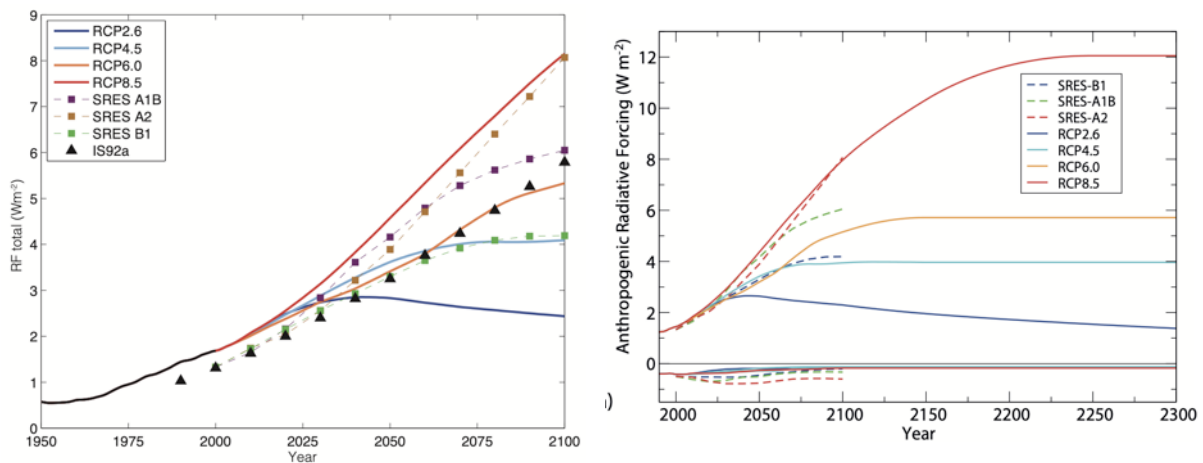 9
8
7
6
5
4
3
2
1
0
RF total (Wm-2)
RCP2.6
RCP4.5
RCP6.0
RCP8.5
SRES A1B
SRES A2
SRES B1
IS92a
1950 1975 2000 2025 2050 2075 2100
Year
12
10
8
6
4
2
0
Anthropogenic Radiative Forcing (W m-2)
SRES-B1
SRES-A1B
SRES-A2
RCP2.6
RCP4.5
RCP6.0
RCP8.5
)
2000 2050 2100 2150 2200 2250 2300
Year